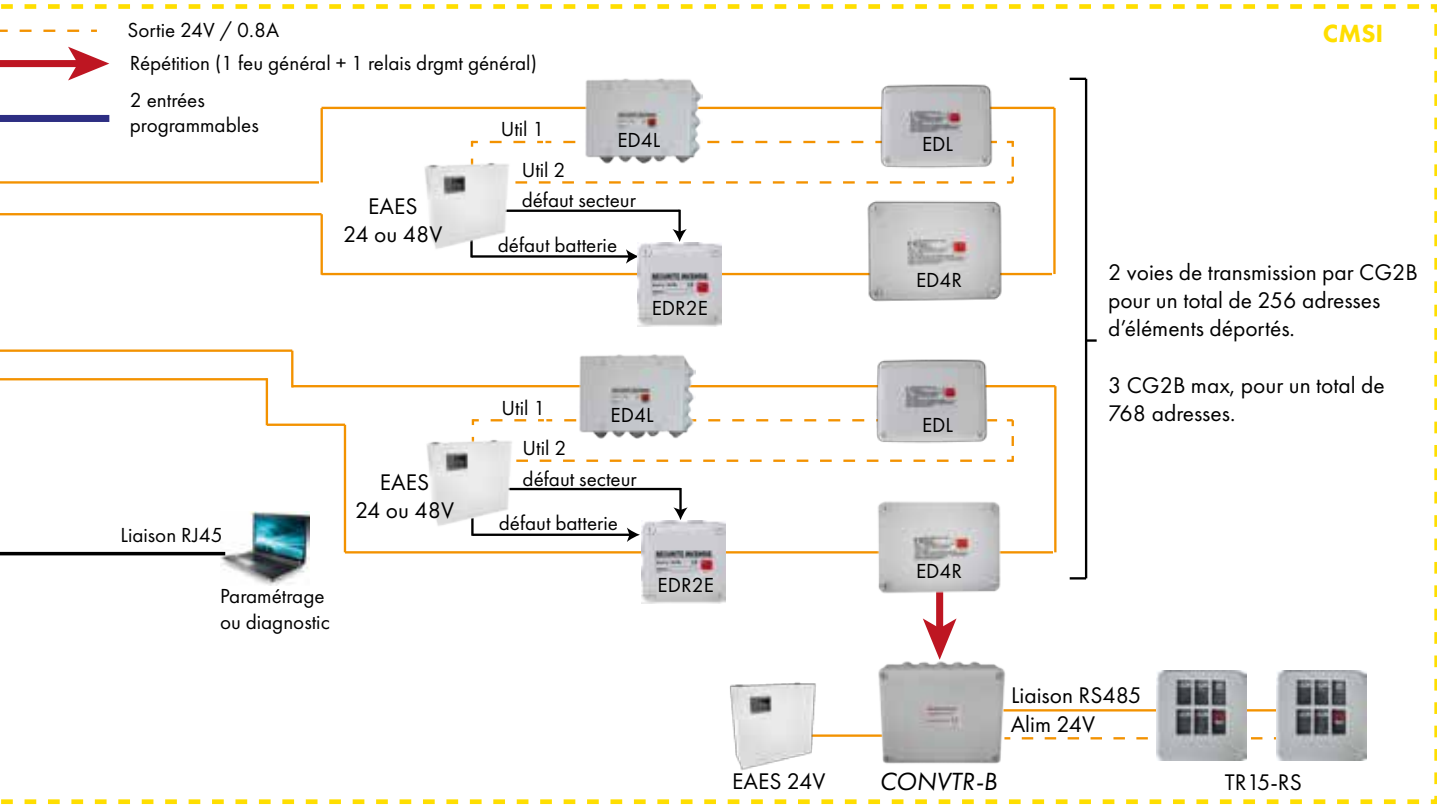 Sortie 24V / 0.8A
CMSI
Répétition (1 feu général + 1 relais drgmt général)
2 entrées
programmables
Util 1
ED4L
EDL
Util 2
EAES
24 ou 48V
défaut secteur
défaut batterie
SECURITE INCENDIE
EDR2E
ED4R
2 voies de transmission par CG2B
pour un total de 256 adresses
d'éléments déportés.
3 CG2B max, pour un total de
768 adresses.
Util 1
ED4L
EDL
Util 2
EAES
24 ou 48V
défaut secteur
défaut batterie
SECURITE INCENDIE
EDR2E
ED4R
Liaison RJ45
Paramétrage
ou diagnostic
Liaison RS485
Alim 24V
EAES 24V
CONVTR-B
TR15-RS